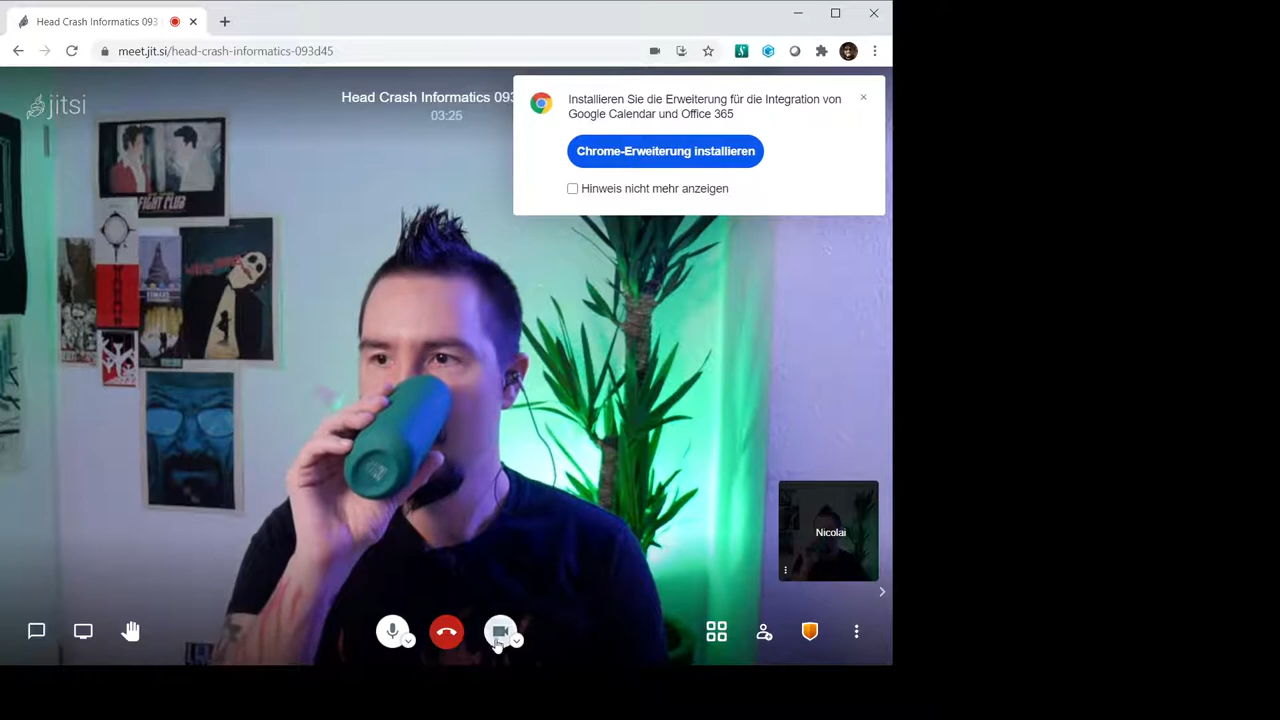 Head Crash Informatics 093
meet.jit.si/head-crash-informatics-093d45
jitsi
Head Crash Informatics 093
03:25
Installieren Sie die Erweiterung für die Integration von
Google Calendar und Office 365
Chrome-Erweiterung installieren
Hinweis nicht mehr anzeigen
FIGHT CLUB
Nicolai